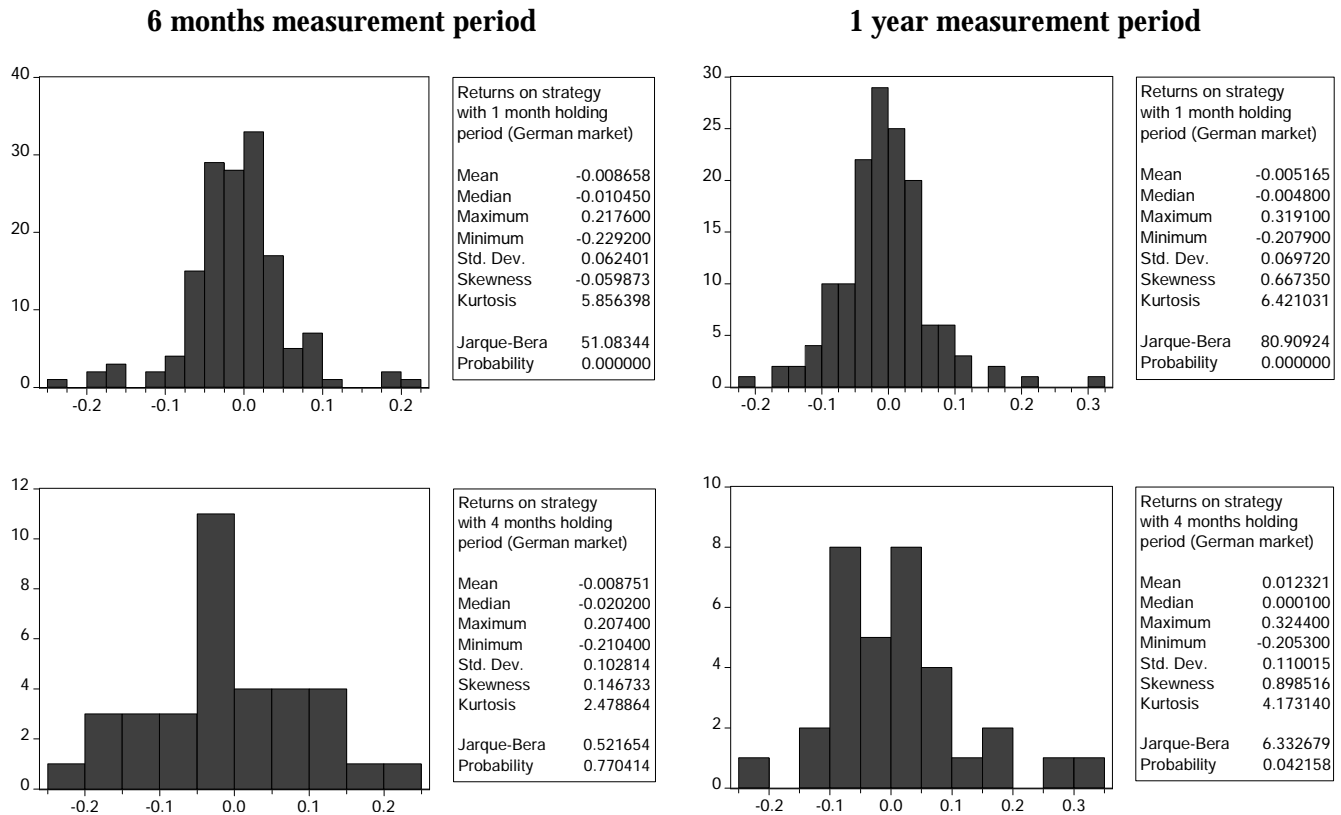 6 months measurement period
1 year measurement period
40
30
20
10
0
-0.2 -0.1 0.0 0.1 0.2
Returns on strategy
with 1 month holding
period (German market)
Mean -0.008658
Median -0.010450
Maximum 0.217600
Minimum -0.229200
Std. Dev. 0.062401
Skewness -0.059873
Kurtosis 5.856398
Jarque-Bera 51.08344
Probability 0.000000
30
25
20
15
10
5
0
-0.2 -0.1 0.0 0.1 0.2 0.3
Returns on strategy
with 1 month holding
period (German market)
Mean -0.005165
Median -0.004800
Maximum 0.319100
Minimum -0.207900
Std. Dev. 0.069720
Skewness 0.667350
Kurtosis 6.421031
Jarque-Bera 80.90924
Probability 0.000000
12
10
8
6
4
2
0
-0.2 -0.1 0.0 0.1 0.2
Returns on strategy
with 4 months holding
period (German market)
Mean -0.008751
Median -0.020200
Maximum 0.207400
Minimum -0.210400
Std. Dev. 0.102814
Skewness 0.146733
Kurtosis 2.478864
Jarque-Bera 0.521654
Probability 0.770414
10
8
6
4
2
0
-0.2 -0.1 0.0 0.1 0.2 0.3
Returns on strategy
with 4 months holding
period (German market)
Mean 0.012321
Median 0.000100
Maximum 0.324400
Minimum -0.205300
Std. Dev. 0.110015
Skewness 0.898516
Kurtosis 4.173140
Jarque-Bera 6.332679
Probability 0.042158